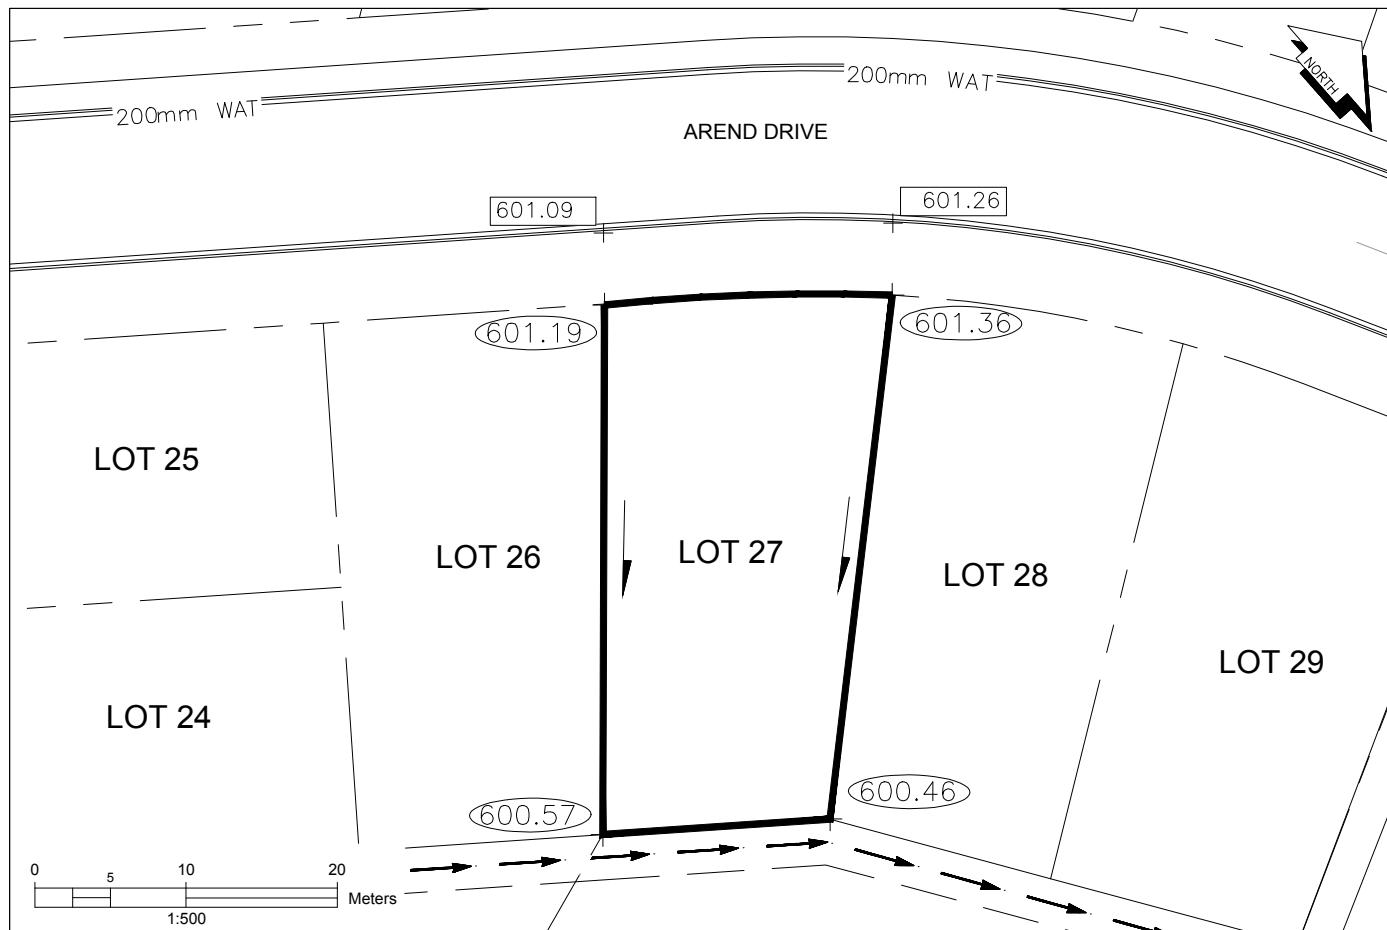 NORTH
200mm WAT
200mm WAT
AREND DRIVE
601.09
601.26
601.19
601.36
LOT 25
LOT 26
LOT 27
LOT 28
LOT 29
LOT 24
600.57
600.46
0 5 10 20
Meters
1:500